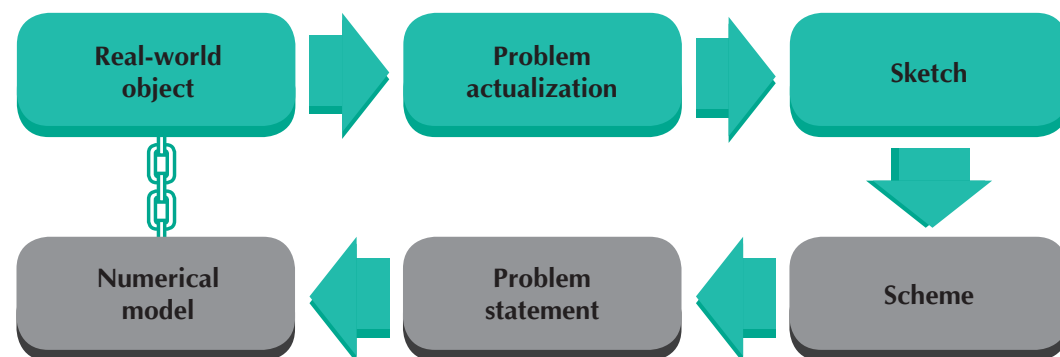 Real-world
object
Problem
actualization
Sketch
Numerical
model
Problem
statement
Scheme